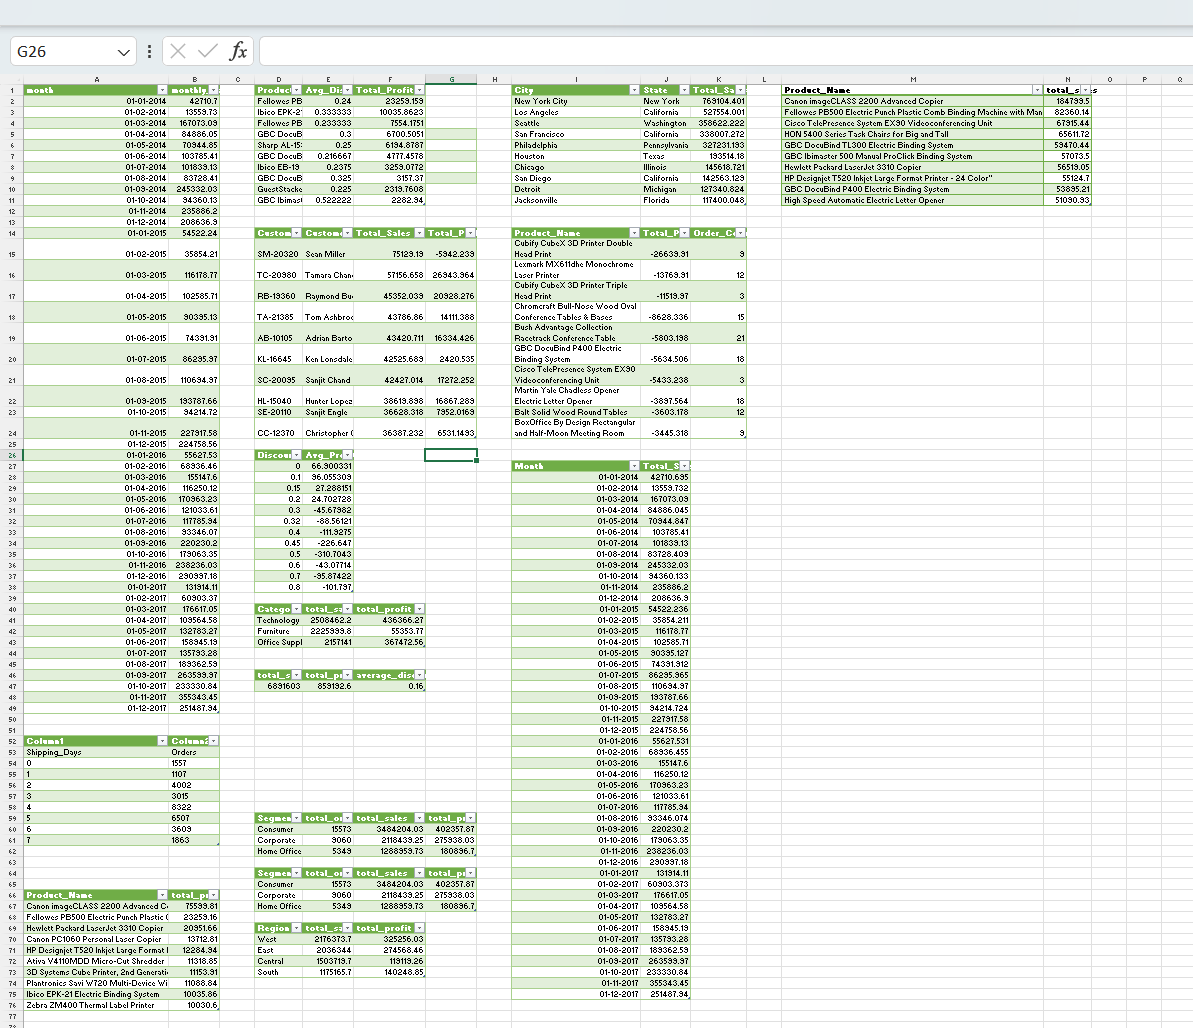 G26
fx
A B C D E F G H I J K L M N O P Q
month monthly_
01-01-2014 42710.7
01-02-2014 13559.73
01-03-2014 167073.09
01-04-2014 84886.05
01-05-2014 70944.85
01-06-2014 103785.41
01-07-2014 101839.13
01-08-2014 83728.41
01-09-2014 245332.03
01-10-2014 94360.13
01-11-2014 235886.2
01-12-2014 208636.9
01-01-2015 54522.24
01-02-2015 35854.21
01-03-2015 116178.77
01-04-2015 102585.71
01-05-2015 90395.13
01-06-2015 74391.91
01-07-2015 86295.97
01-08-2015 110694.97
01-09-2015 193787.66
01-10-2015 94214.72
01-11-2015 227917.58
01-12-2015 224758.56
01-01-2016 55627.53
01-02-2016 68936.46
01-03-2016 155147.6
01-04-2016 116250.12
01-05-2016 170963.23
01-06-2016 121033.61
01-07-2016 117785.94
01-08-2016 93346.07
01-09-2016 220230.2
01-10-2016 179063.35
01-11-2016 238236.03
01-12-2016 290997.18
01-01-2017 131914.11
01-02-2017 60903.37
01-03-2017 176617.05
01-04-2017 109564.58
01-05-2017 132783.27
01-06-2017 158945.19
01-07-2017 135793.28
01-08-2017 189362.59
01-09-2017 263599.97
01-10-2017 233330.84
01-11-2017 355343.45
01-12-2017 251487.94
Column1 Column2
Shipping_Days Orders
0 1557
1 1107
2 4002
3 3015
4 8322
5 6507
6 3609
7 1863
Product_Name total_pr
Canon imageCLASS 2200 Advanced C
75599.81
Fellowes PB500 Electric Punch Plastic (
23259.16
Hewlett Packard LaserJet 3310 Copier 20951.66
Canon PC1060 Personal Laser Copier 13712.81
HP Designjet T520 Inkjet Large Format 12284.94
Ativa V4110MDD Micro-Cut Shredder 11318.85
3D Systems Cube Printer, 2nd Generati 11153.91
Plantronics Savi W720 Multi-Device Wi 11088.84
Ibico EPK-21 Electric Binding System 10035.86
Zebra ZM400 Thermal Label Printer 10030.6
Product Avg_Dis Total_Profit
Fellowes PB 0.24 23259.159
Ibico EPK-2 0.333333 10035.8623
Fellowes PB 0.233333 7554.1751
GBC DocuB 0.3 6700.5051
Sharp AL-15 0.25 6194.8787
GBC DocuB 0.216667 4777.4578
Ibico EB-19 0.2375 3259.0772
GBC DocuB 0.325 3157.37
GuestStacke 0.225 2319.7608
GBC Ibimas 0.522222 2282.94
Custom Custome Total_Sales Total_P
SM-20320 Sean Miller 75129.19 -5942.239
TC-20980 Tamara Chan 57156.658 26943.964
RB-19360 Raymond Bu 45352.039 20928.276
TA-21385 Tom Ashbroo 43786.86 14111.388
AB-10105 Adrian Barto 43420.711 16334.426
KL-16645 Ken Lonsdale 42525.689 2420.535
SC-20095 Sanjit Chand 42427.014 17272.252
HL-15040 Hunter Lopez 38619.898 16867.289
SE-20110 Sanjit Engle 36628.318 7952.0169
CC-12370 Christopher C 36387.232 6531.1493
Discoun Avg_Pro
0 66.900331
0.1 96.055309
0.15 27.288151
0.2 24.702728
0.3 -45.67982
0.32 -88.56121
0.4 -111.9275
0.45 -226.647
0.5 -310.7043
0.6 -43.07714
0.7 -95.87422
0.8 -101.797
Catego total_sa total_profit
Technology 2508462.2 436366.27
Furniture 2225999.8 55353.77
Office Suppl 2157141 367472.56
total_s total_pr average_disc
6891603 859192.6 0.16
Segmen total_or total_sales total_pr
Consumer 15573 3484204.03 402357.87
Corporate 9060 2118439.25 275938.03
Home Office 5349 1288959.73 180896.7
Segmen total_or total_sales total_pr
Consumer 15573 3484204.03 402357.87
Corporate 9060 2118439.25 275938.03
Home Office 5349 1288959.73 180896.7
Region total_sa total_profit
West 2176373.7 325256.03
East 2036344 274568.46
Central 1503719.7 119119.26
South 1175165.7 140248.85
City State Total_Sa
New York City New York 769104.401
Los Angeles California 527554.001
Seattle Washington 358622.222
San Francisco California 338007.272
Philadelphia Pennsylvania 327231.193
Houston Texas 193514.18
Chicago Illinois 145618.721
San Diego California 142563.129
Detroit Michigan 127340.824
Jacksonville Florida 117400.048
Product_Name Total_P Order_Co
Cubify CubeX 3D Printer Double
Head Print -26639.91 9
Lexmark MX611dhe Monochrome
Laser Printer -13769.91 12
Cubify CubeX 3D Printer Triple
Head Print -11519.97 3
Chromcraft Bull-Nose Wood Oval
Conference Tables & Bases -8628.336 15
Bush Advantage Collection
Racetrack Conference Table -5803.198 21
GBC DocuBind P400 Electric
Binding System -5634.506 18
Cisco TelePresence System EX90
Videoconferencing Unit -5433.238 3
Martin Yale Chadless Opener
Electric Letter Opener -3897.564 18
Balt Solid Wood Round Tables -3603.178 12
BoxOffice By Design Rectangular
and Half-Moon Meeting Room -3445.318 9
Month Total_S
01-01-2014 42710.695
01-02-2014 13559.732
01-03-2014 167073.09
01-04-2014 84886.045
01-05-2014 70944.847
01-06-2014 103785.41
01-07-2014 101839.13
01-08-2014 83728.409
01-09-2014 245332.03
01-10-2014 94360.133
01-11-2014 235886.2
01-12-2014 208636.9
01-01-2015 54522.236
01-02-2015 35854.211
01-03-2015 116178.77
01-04-2015 102585.71
01-05-2015 90395.127
01-06-2015 74391.912
01-07-2015 86295.965
01-08-2015 110694.97
01-09-2015 193787.66
01-10-2015 94214.724
01-11-2015 227917.58
01-12-2015 224758.56
01-01-2016 55627.531
01-02-2016 68936.455
01-03-2016 155147.6
01-04-2016 116250.12
01-05-2016 170963.23
01-06-2016 121033.61
01-07-2016 117785.94
01-08-2016 93346.074
01-09-2016 220230.2
01-10-2016 179063.35
01-11-2016 238236.03
01-12-2016 290997.18
01-01-2017 131914.11
01-02-2017 60903.373
01-03-2017 176617.05
01-04-2017 109564.58
01-05-2017 132783.27
01-06-2017 158945.19
01-07-2017 135793.28
01-08-2017 189362.59
01-09-2017 263599.97
01-10-2017 233330.84
01-11-2017 355343.45
01-12-2017 251487.94
Product_Name total_s es
Canon imageCLASS 2200 Advanced Copier 184799.5
Fellowes PB500 Electric Punch Plastic Comb Binding Machine with Man 82360.14
Cisco TelePresence System EX90 Videoconferencing Unit 67915.44
HON 5400 Series Task Chairs for Big and Tall 65611.72
GBC DocuBind TL300 Electric Binding System 59470.44
GBC Ibimaster 500 Manual ProClick Binding System 57073.5
Hewlett Packard LaserJet 3310 Copier 56519.05
HP Designjet T520 Inkjet Large Format Printer - 24 Color" 55124.7
GBC DocuBind P400 Electric Binding System 53895.21
High Speed Automatic Electric Letter Opener 51090.93